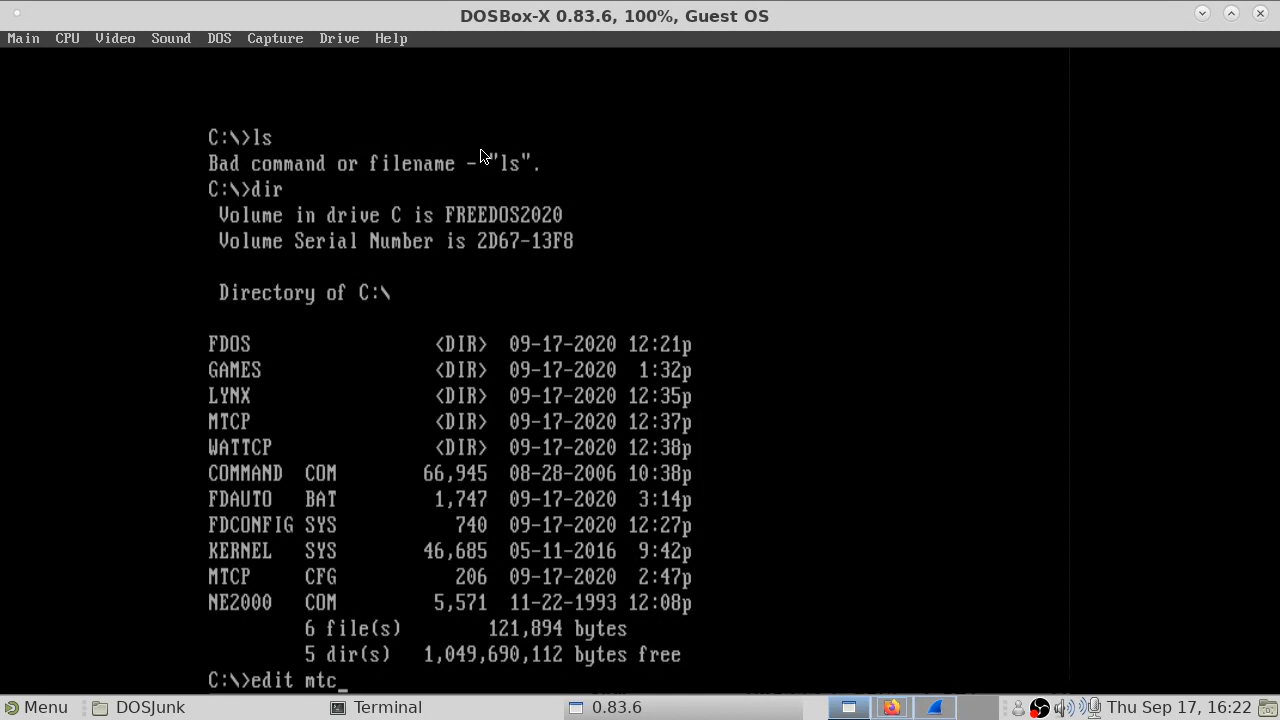 DOSBox-X 0.83.6, 100%, Guest OS
Main CPU Video Sound DOS Capture Drive Help
C:\>ls
Bad command or filename - "ls".
C:\>dir
Volume in drive C is FREEDOS2020
Volume Serial Number is 2D67-13F8
Directory of C:\
FDOS <DIR> 09-17-2020 12:21p
GAMES <DIR> 09-17-2020 1:32p
LYNX <DIR> 09-17-2020 12:35p
MTCP <DIR> 09-17-2020 12:37p
WATTCP <DIR> 09-17-2020 12:38p
COMMAND COM 66,945 08-28-2006 10:38p
FDAUTO BAT 1,747 09-17-2020 3:14p
FDCONFIG SYS 740 09-17-2020 12:27p
KERNEL SYS 46,685 05-11-2016 9:42p
MTCP CFG 206 09-17-2020 2:47p
NE2000 COM 5,571 11-22-1993 12:08p
6 file(s) 121,894 bytes
5 dir(s) 1,049,690,112 bytes free
C:\>edit mtc_
Menu DOSJunk Terminal 0.83.6 Thu Sep 17, 16:22